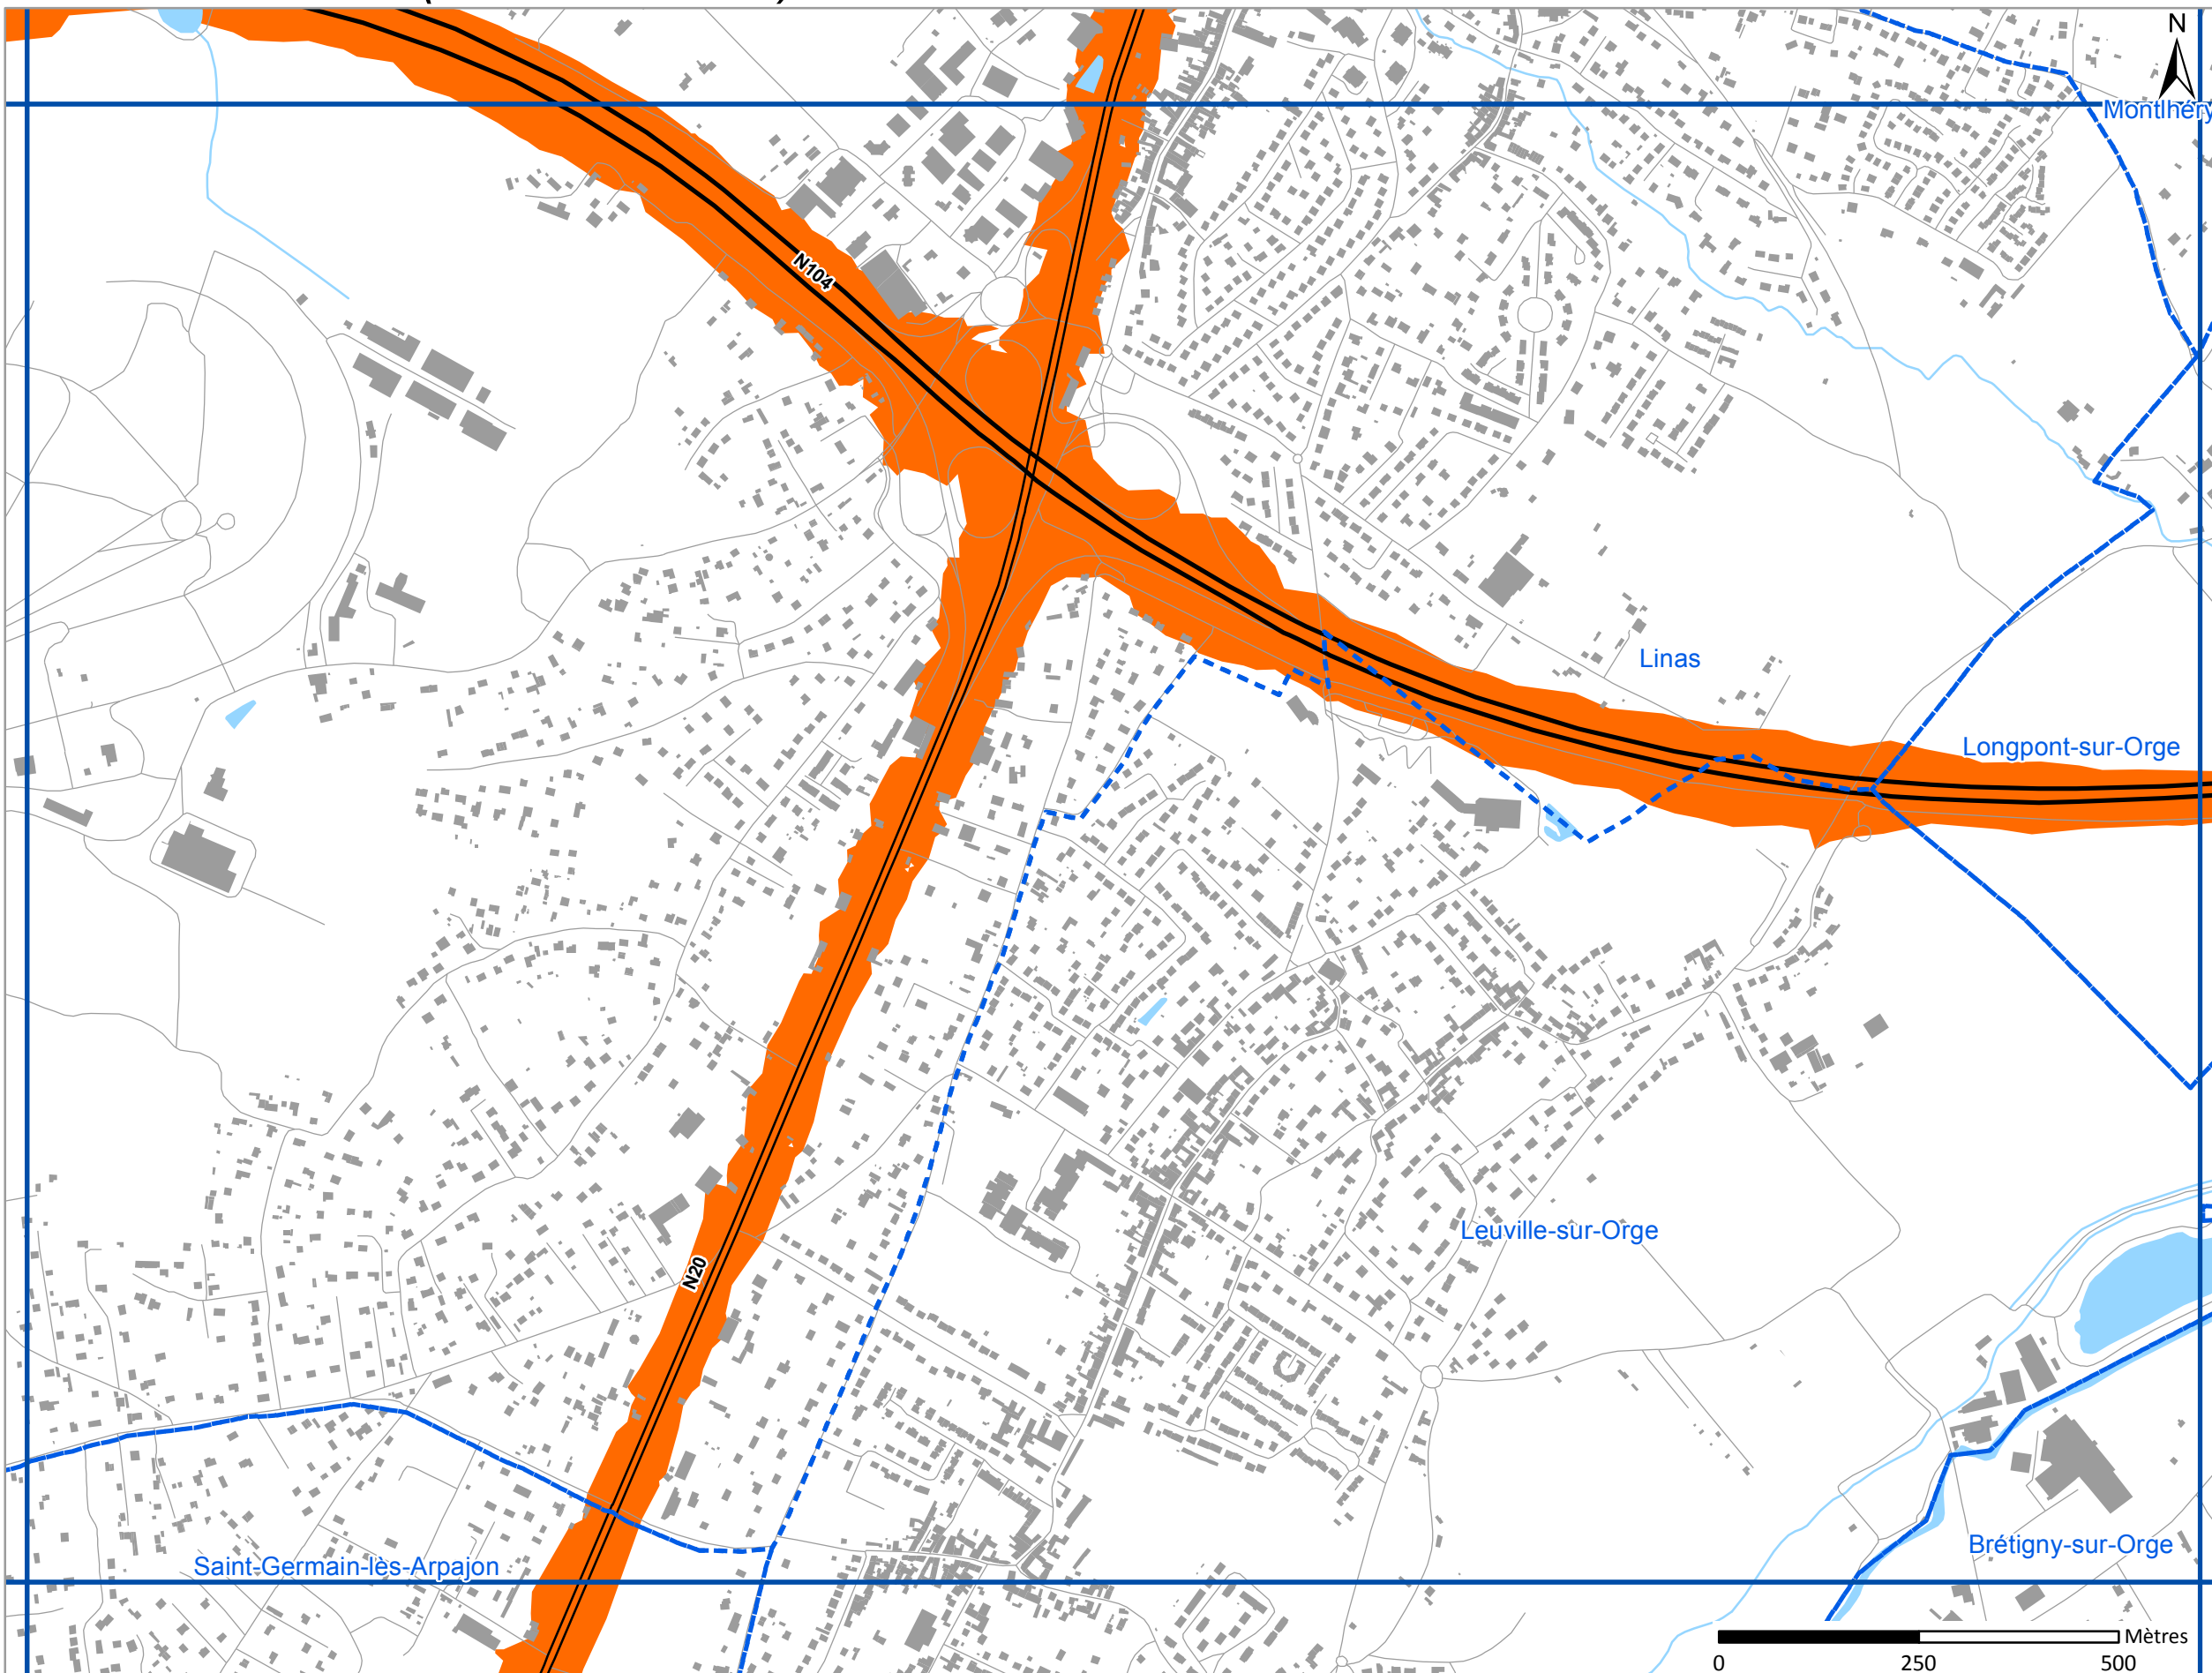 N
Montlhéry
N104
Linas
Longpont-sur-Orge
Leuville-sur-Orge
N20
Brétigny-sur-Orge
Saint-Germain-lès-Arpajon
Mètres
0 250 500